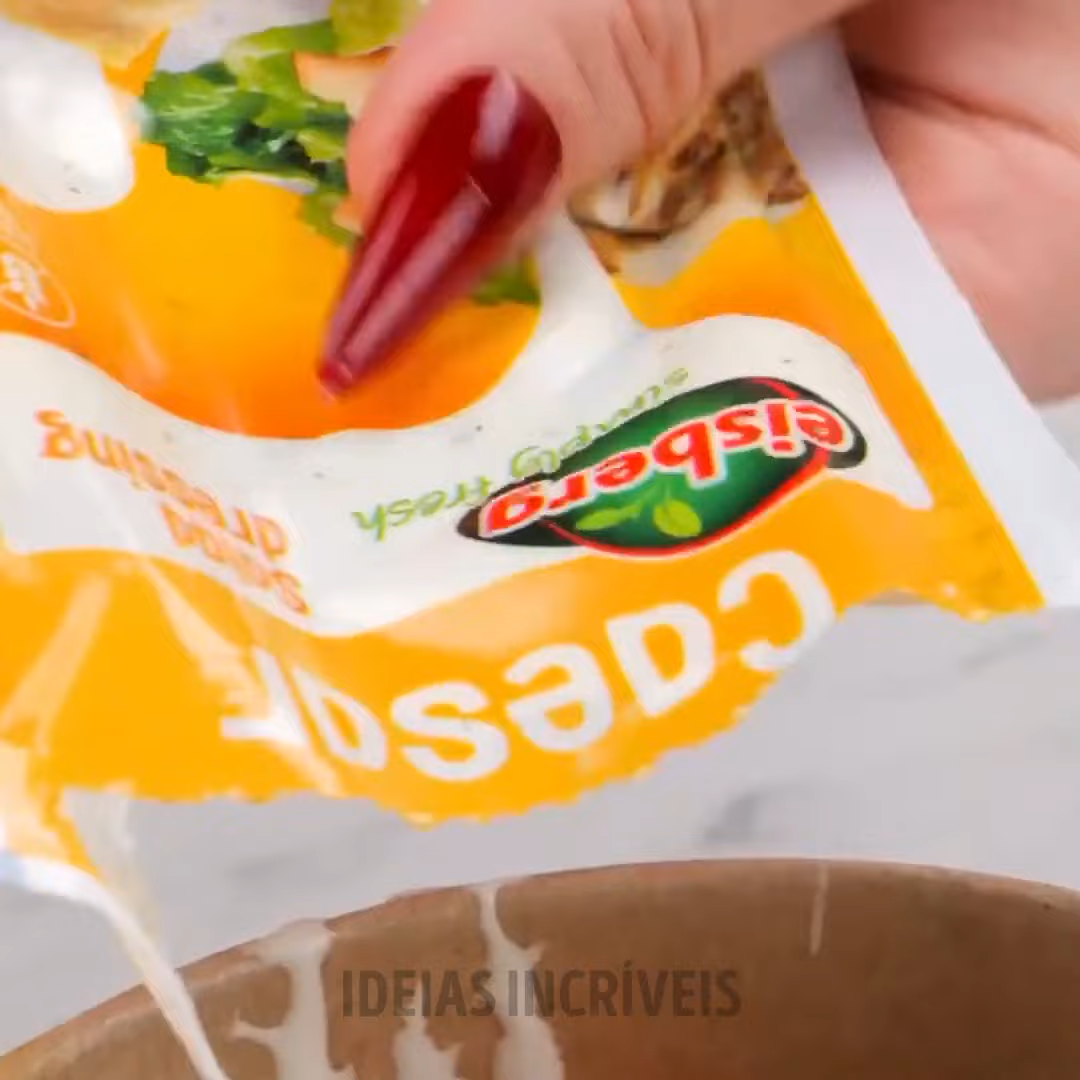 Caesar
eisberg
simply fresh
Salad
dressing
IDEIAS INCRÍVEIS